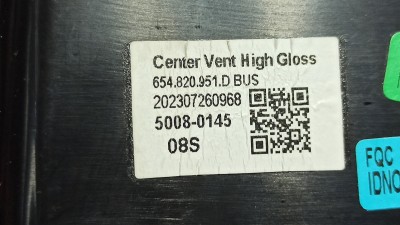 Center Vent High Gloss
654.820.951.D BUS
202307260968
5008-0145
08S
FQC
IDNO